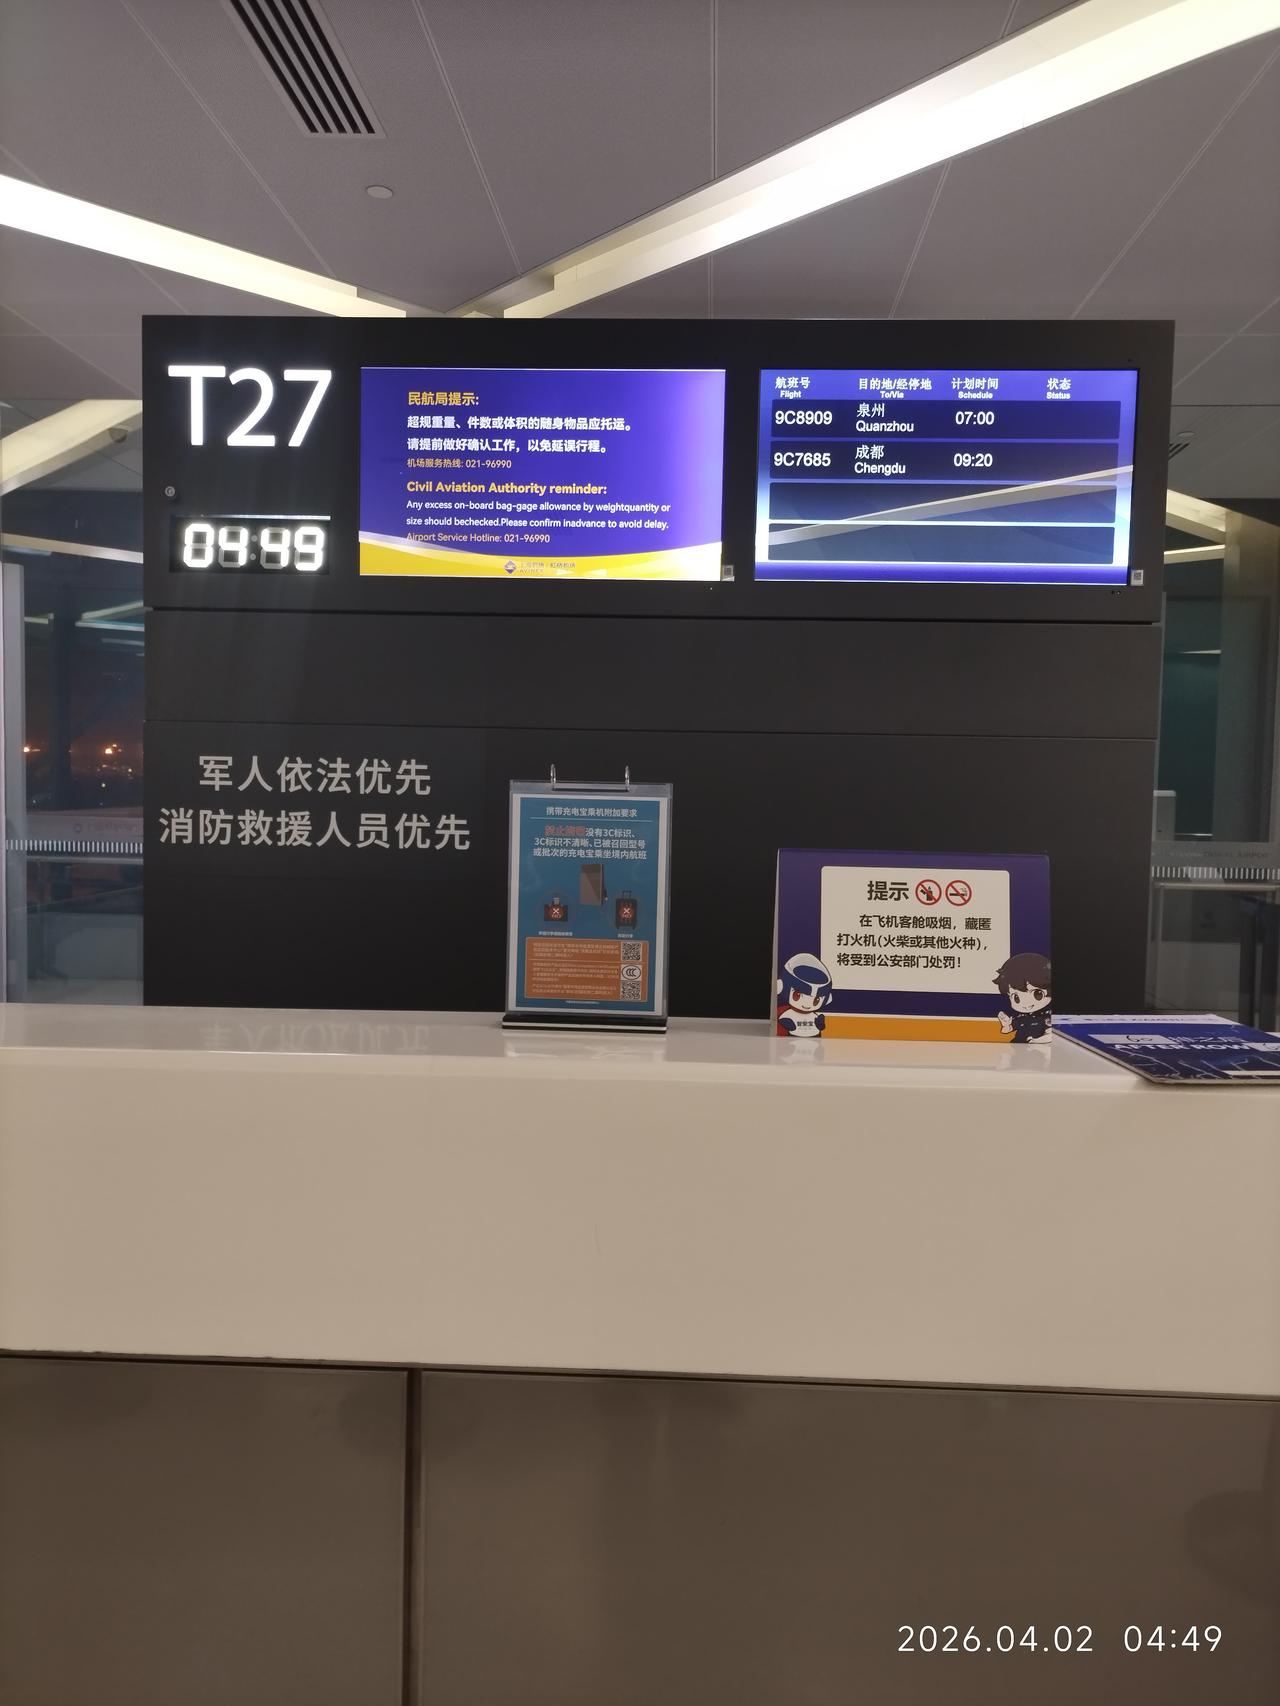 T27
04:49
民航局提示:
超规重量、件数或体积的随身物品应托运。
请提前做好确认工作，以免延误行程。
机场服务热线: 021-96990
Civil Aviation Authority reminder:
Any excess on-board bag-gage allowance by weightquantity or
size should bechecked.Please confirm inadvance to avoid delay.
Airport Service Hotline: 021-96990
航班号 目的地/经停地 计划时间 状态
Flight To/Via Schedule Status
9C8909 泉州 Quanzhou 07:00
9C7685 成都 Chengdu 09:20
军人依法优先
消防救援人员优先
携带充电宝乘机附加要求
禁止携带没有3C标识、
3C标识不清晰、已被召回型号
或批次的充电宝乘坐境内航班
提示
在飞机客舱吸烟，藏匿
打火机(火柴或其他火种)，
将受到公安部门处罚！
2026.04.02 04:49